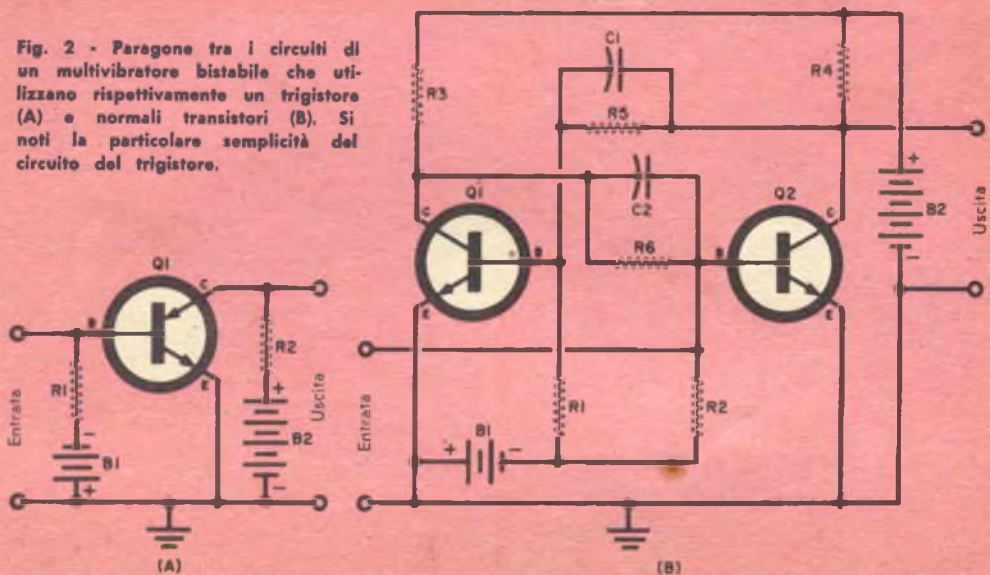 Fig. 2 - Paragone tra i circuiti di
un multivibratore bistabile che uti-
lizzano rispettivamente un trigistore
(A) e normali transistori (B). Si
noti la particolare semplicità del
circuito del trigistore.
Q1
C
B
E
R1
R2
Entrata
Uscita
- B1 +
+ B2 -
(A)
C1
R3
R5
R4
C2
Q1
Q2
C
B
E
R6
C
B
E
+ B2 -
Uscita
Entrata
R1
R2
+ B1 -
(B)